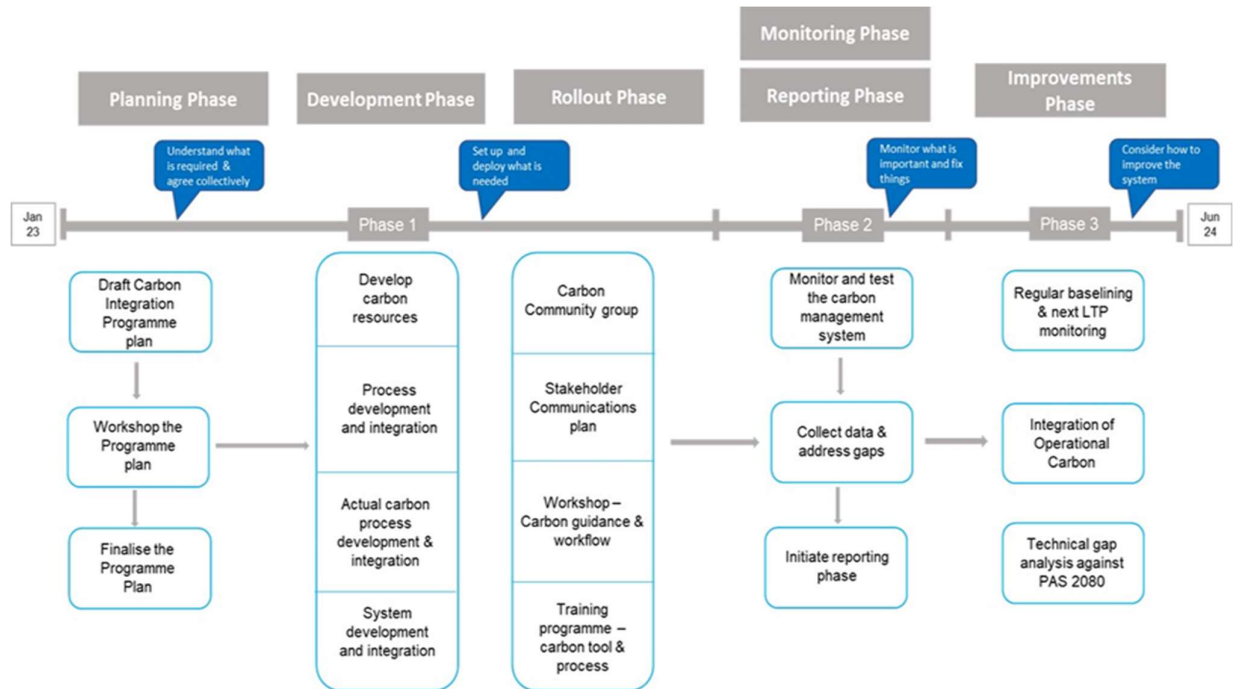 Monitoring Phase
Planning Phase
Development Phase
Rollout Phase
Reporting Phase
Improvements
Phase
Understand what
is required &
agree collectively
Set up and
deploy what is
needed
Monitor what is
important and fix
things
Consider how to
improve the
system
Jan
23
Phase 1
Phase 2
Phase 3
Jun
24
Draft Carbon
Integration
Programme
plan
Workshop the
Programme
plan
Finalise the
Programme
Plan
Develop
carbon
resources
Process
development
and integration
Actual carbon
process
development &
integration
System
development
and integration
Carbon
Community group
Stakeholder
Communications
plan
Workshop –
Carbon guidance &
workflow
Training
programme –
carbon tool &
process
Monitor and test
the carbon
management
system
Collect data &
address gaps
Initiate reporting
phase
Regular baselining
& next LTP
monitoring
Integration of
Operational
Carbon
Technical gap
analysis against
PAS 2080